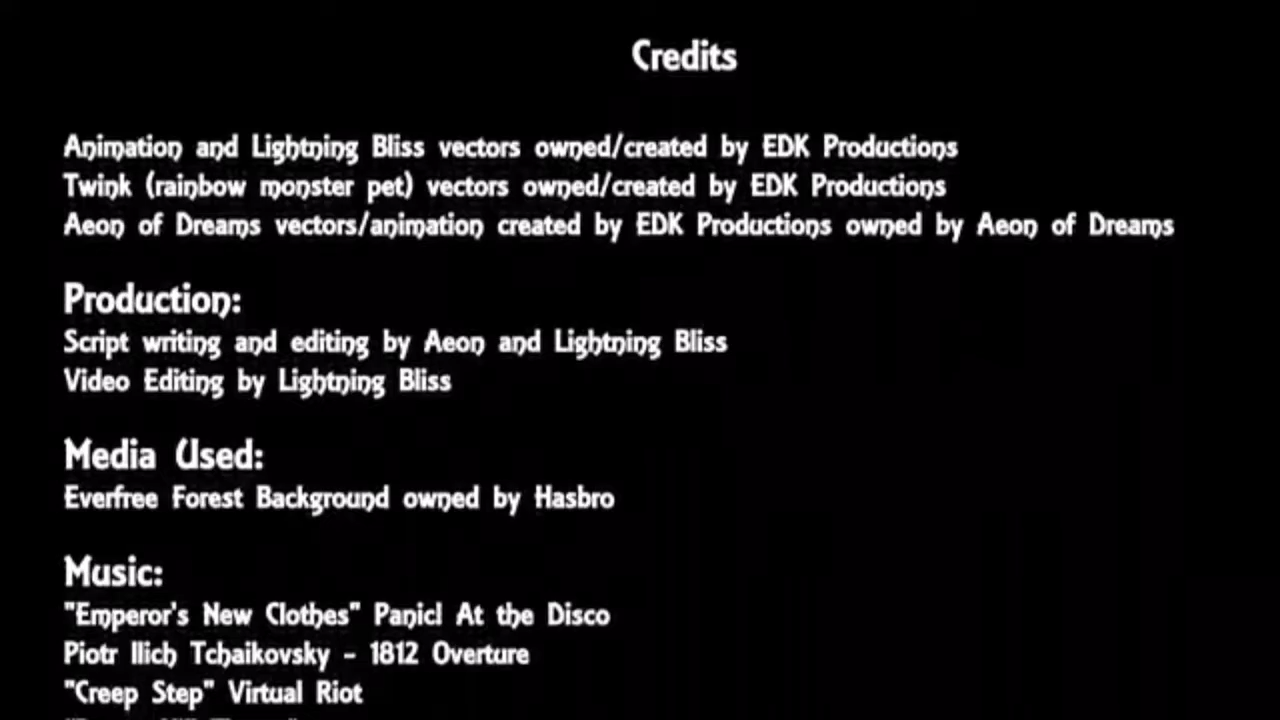 Credits
Animation and Lightning Bliss vectors owned/created by EDK Productions
Twink (rainbow monster pet) vectors owned/created by EDK Productions
Aeon of Dreams vectors/animation created by EDK Productions owned by Aeon of Dreams
Production:
Script writing and editing by Aeon and Lightning Bliss
Video Editing by Lightning Bliss
Media Used:
Everfree Forest Background owned by Hasbro
Music:
"Emperor's New Clothes" Panic! At the Disco
Piotr Ilich Tchaikovsky - 1812 Overture
"Creep Step" Virtual Riot